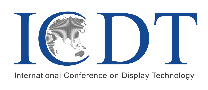 ICDT
International Conference on Display Technology